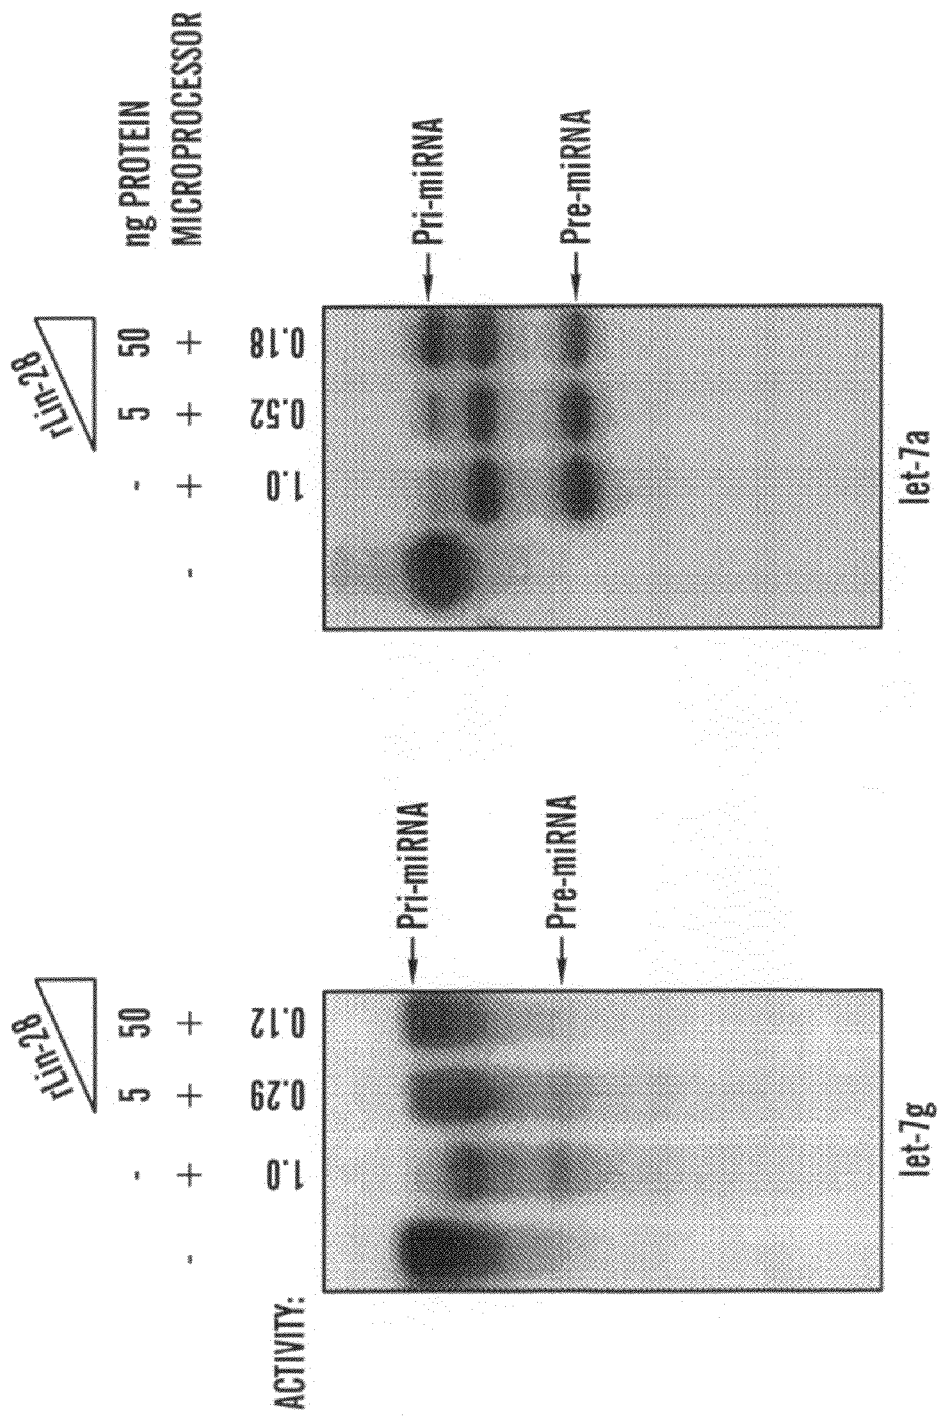 rLin-28 rLin-28
- 5 50 - 5 50 ng PROTEIN
- + + + - + + + MICROPROCESSOR
ACTIVITY: 1.0 0.29 0.12 1.0 0.52 0.18
Pri-miRNA Pri-miRNA
Pre-miRNA Pre-miRNA
let-7g let-7a